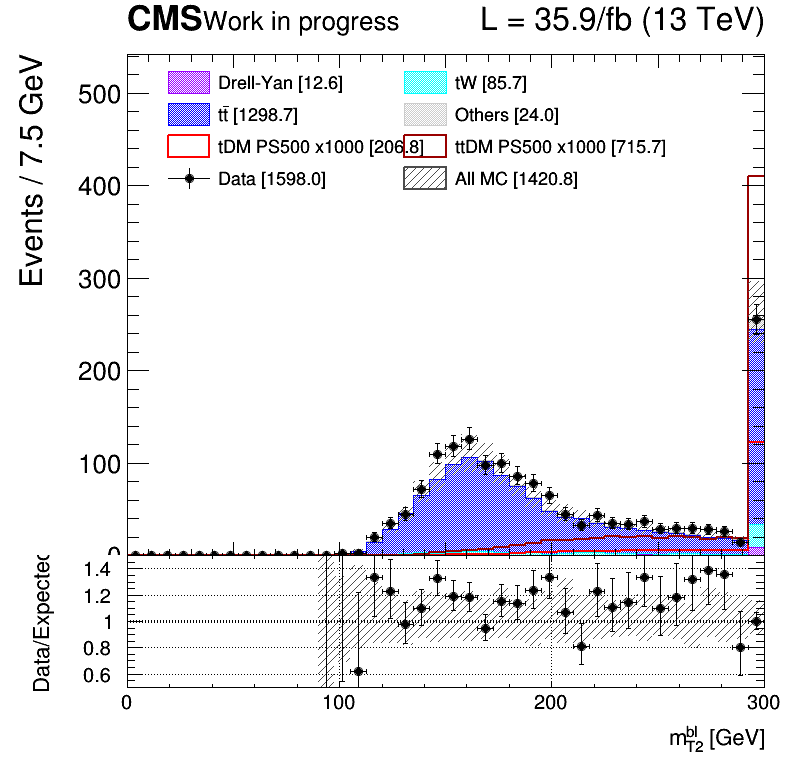 CMS Work in progress L = 35.9/fb (13 TeV)
Events / 7.5 GeV
Drell-Yan [12.6] tW [85.7]
tt̄ [1298.7] Others [24.0]
tDM PS500 x1000 [206.8] ttDM PS500 x1000 [715.7]
Data [1598.0] All MC [1420.8]
500
400
300
200
100
0
Data/Expected
1.4
1.2
1
0.8
0.6
0 100 200 300
m_{T2}^{bl} [GeV]